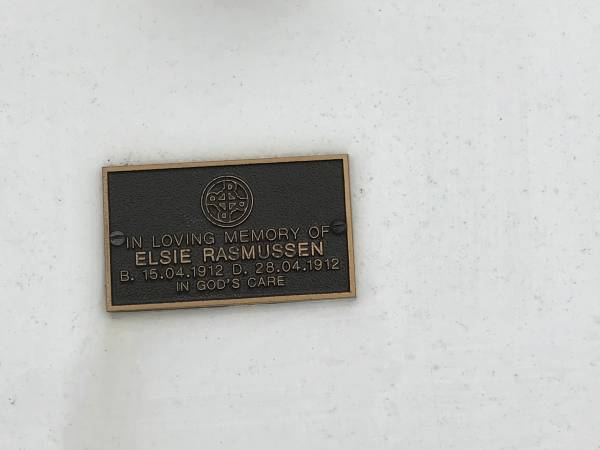 IN LOVING MEMORY OF
ELSIE RASMUSSEN
B. 15.04.1912 D. 28.04.1912
IN GOD'S CARE